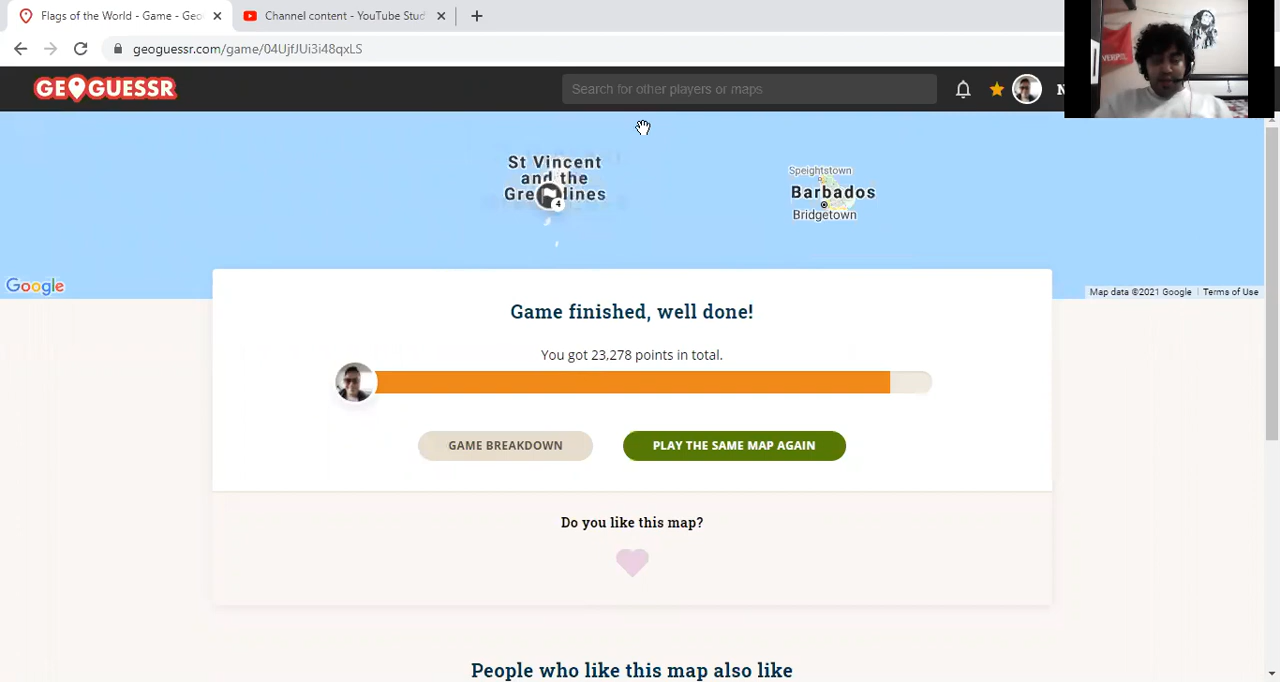 Flags of the World - Game - Geo
Channel content - YouTube Stud
geoguessr.com/game/04UjfJUi3i48qxLS
GEOGUESSR
Search for other players or maps
N
St Vincent
and the
Gre dlines
4
Speightstown
Barbados
Bridgetown
Google
Map data ©2021 Google
Terms of Use
Game finished, well done!
You got 23,278 points in total.
GAME BREAKDOWN
PLAY THE SAME MAP AGAIN
Do you like this map?
People who like this map also like